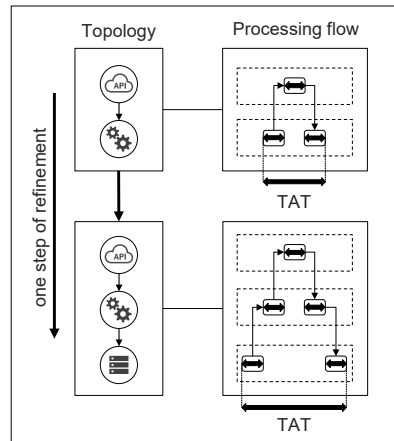 Topology
Processing flow
one step of refinement
API
TAT
API
TAT